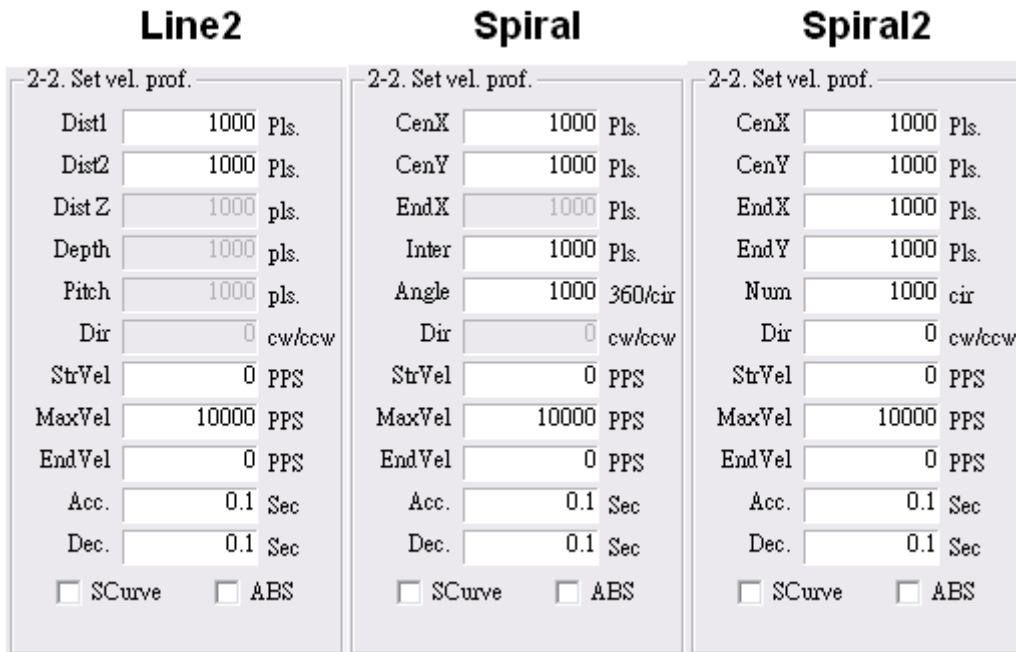 Line2
2-2. Set vel. prof.
Dist1 1000 Pls.
Dist2 1000 Pls.
Dist Z 1000 pls.
Depth 1000 pls.
Pitch 1000 pls.
Dir 0 cw/ccw
StrVel 0 PPS
MaxVel 10000 PPS
EndVel 0 PPS
Acc. 0.1 Sec
Dec. 0.1 Sec
SCurve ABS
Spiral
2-2. Set vel. prof.
CenX 1000 Pls.
CenY 1000 Pls.
EndX 1000 Pls.
Inter 1000 Pls.
Angle 1000 360/cir
Dir 0 cw/ccw
StrVel 0 PPS
MaxVel 10000 PPS
EndVel 0 PPS
Acc. 0.1 Sec
Dec. 0.1 Sec
SCurve ABS
Spiral2
2-2. Set vel. prof.
CenX 1000 Pls.
CenY 1000 Pls.
EndX 1000 Pls.
EndY 1000 Pls.
Num 1000 cir
Dir 0 cw/ccw
StrVel 0 PPS
MaxVel 10000 PPS
EndVel 0 PPS
Acc. 0.1 Sec
Dec. 0.1 Sec
SCurve ABS